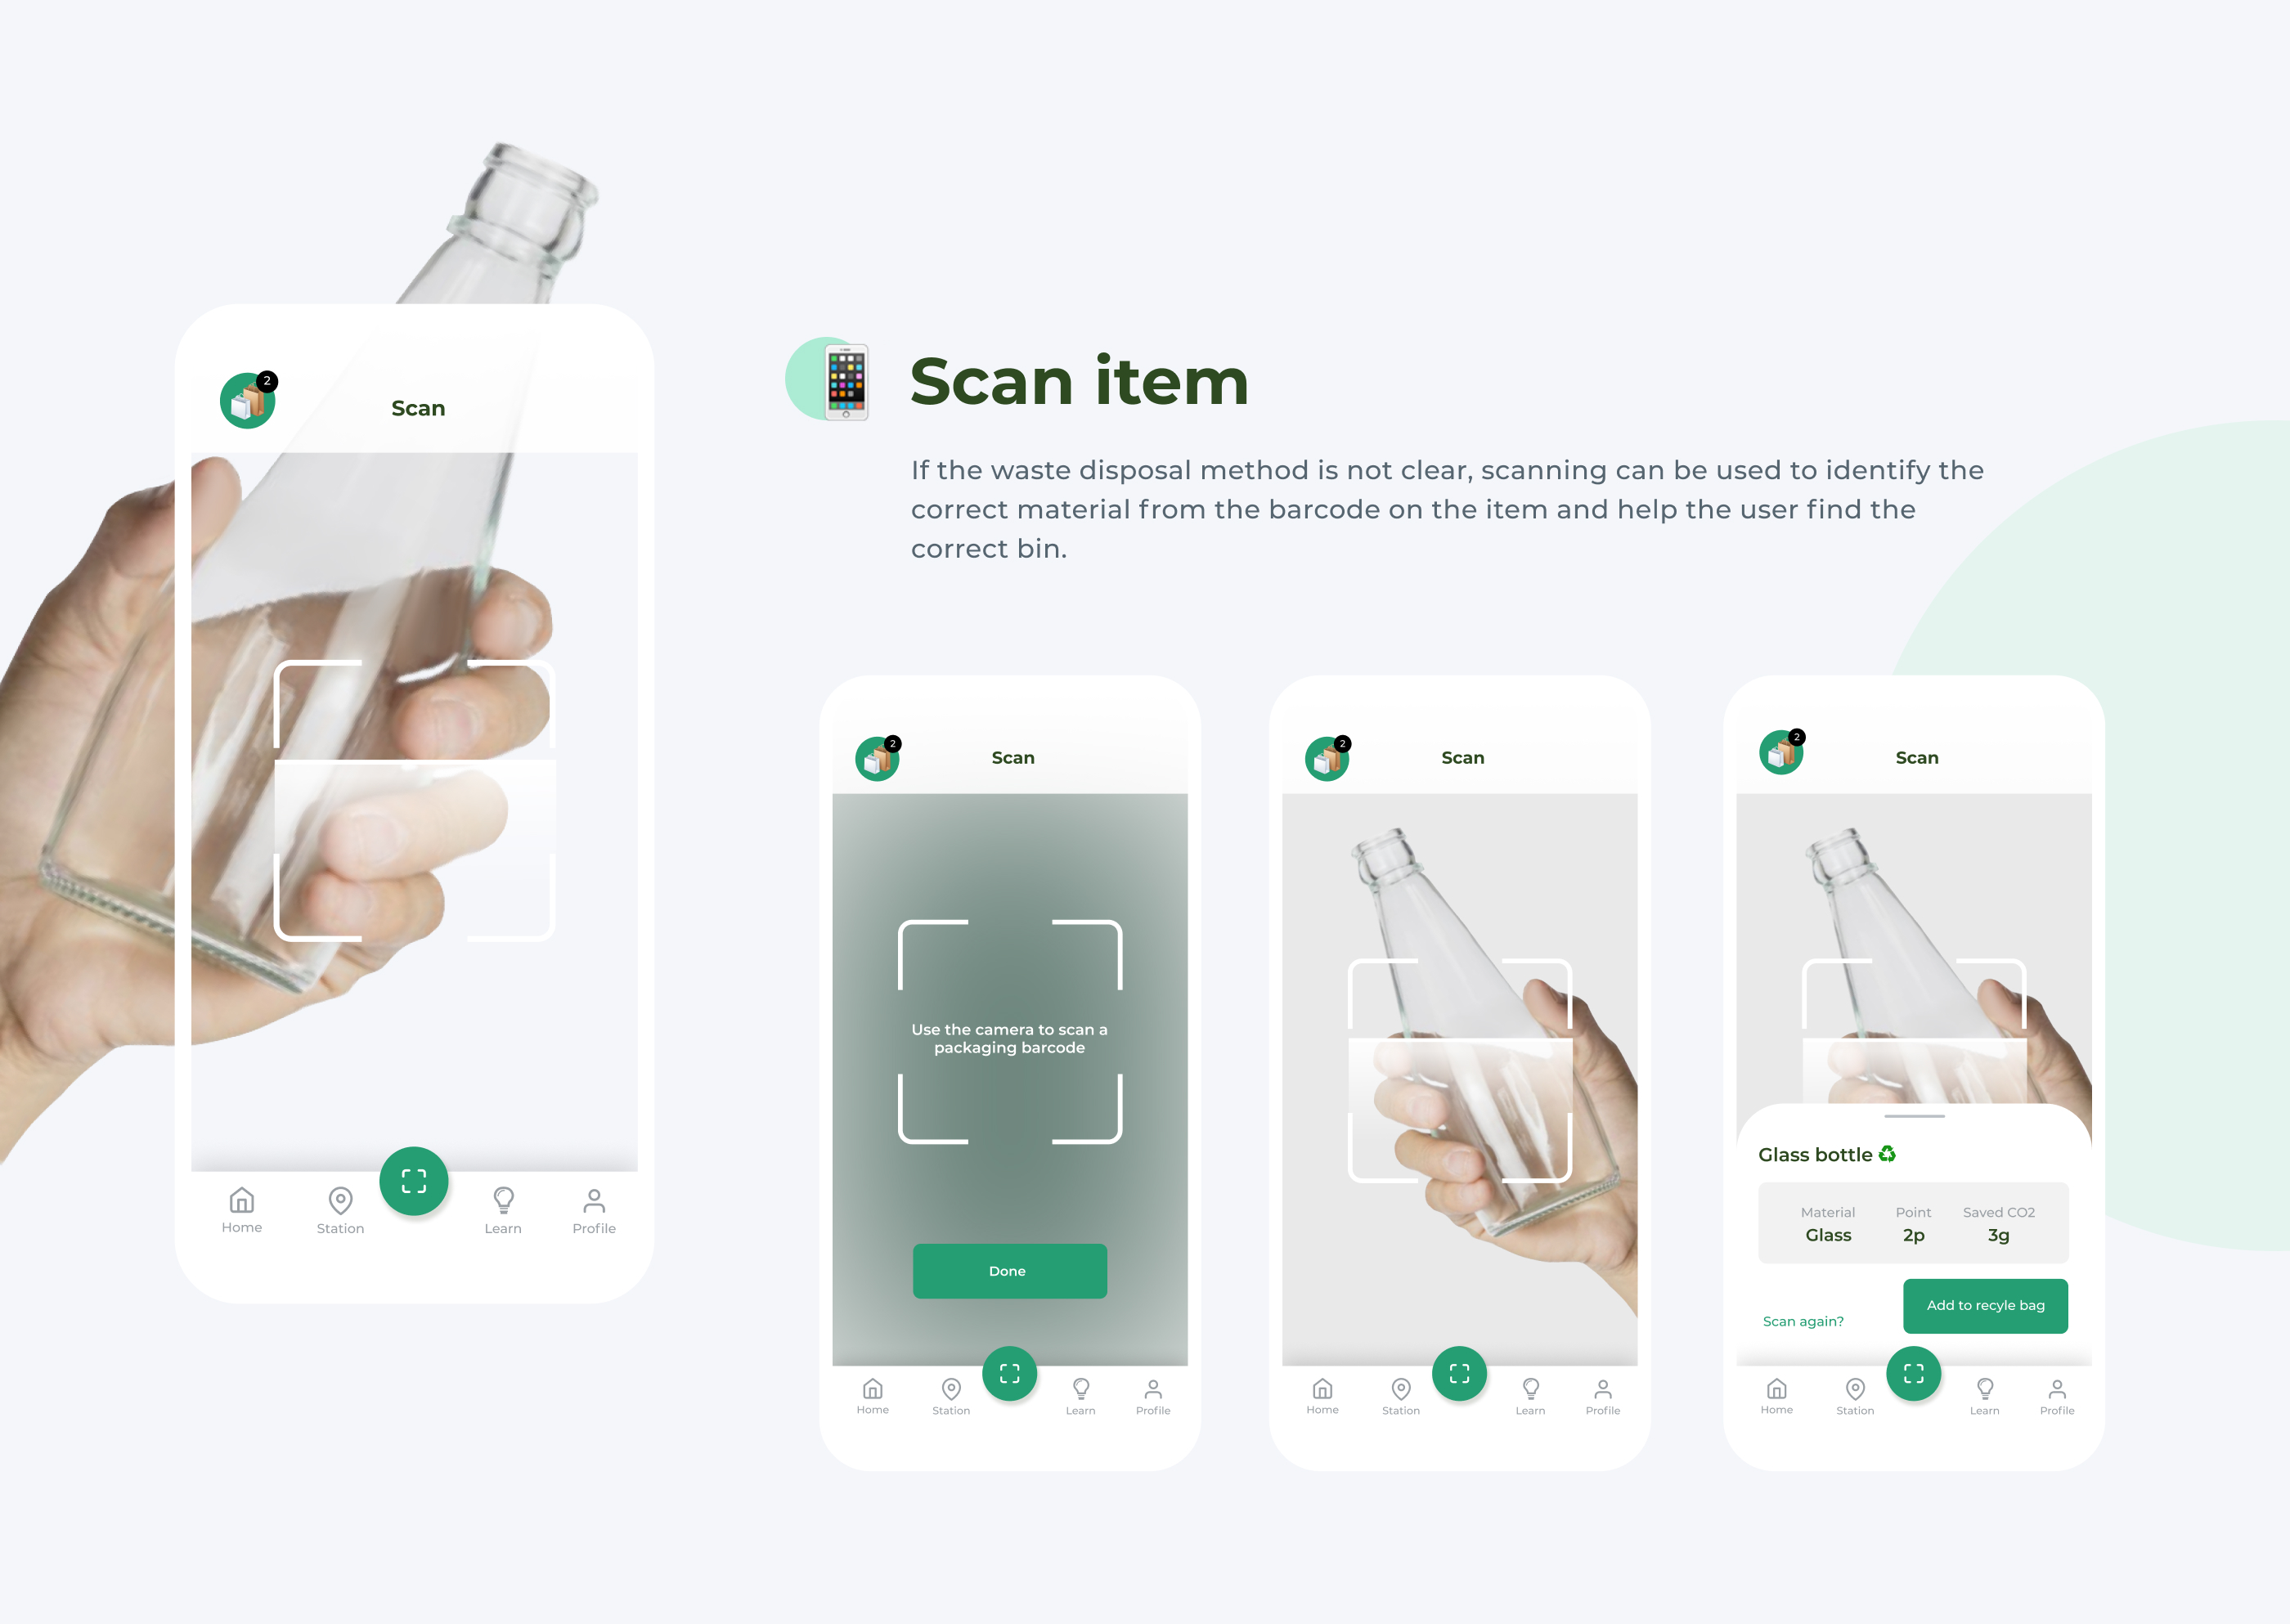 2
Scan
Home
Station
Learn
Profile
Scan item
If the waste disposal method is not clear, scanning can be used to identify the
correct material from the barcode on the item and help the user find the
correct bin.
2
Scan
Use the camera to scan a
packaging barcode
Done
Home
Station
Learn
Profile
2
Scan
Home
Station
Learn
Profile
2
Scan
Glass bottle
Material
Point
Saved CO2
Glass
2p
3g
Scan again?
Add to recyle bag
Home
Station
Learn
Profile